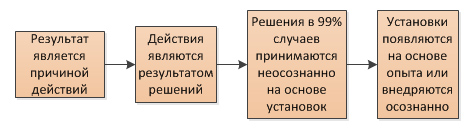 Результат
является
причиной
действий
Действия
являются
результатом
решений
Решения в 99%
случаев
принимаются
неосознанно
на основе
установок
Установки
появляются
на основе
опыта или
внедряются
осознанно